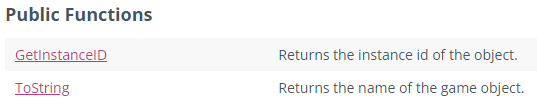 Public Functions
GetInstanceID Returns the instance id of the object.
ToString Returns the name of the game object.